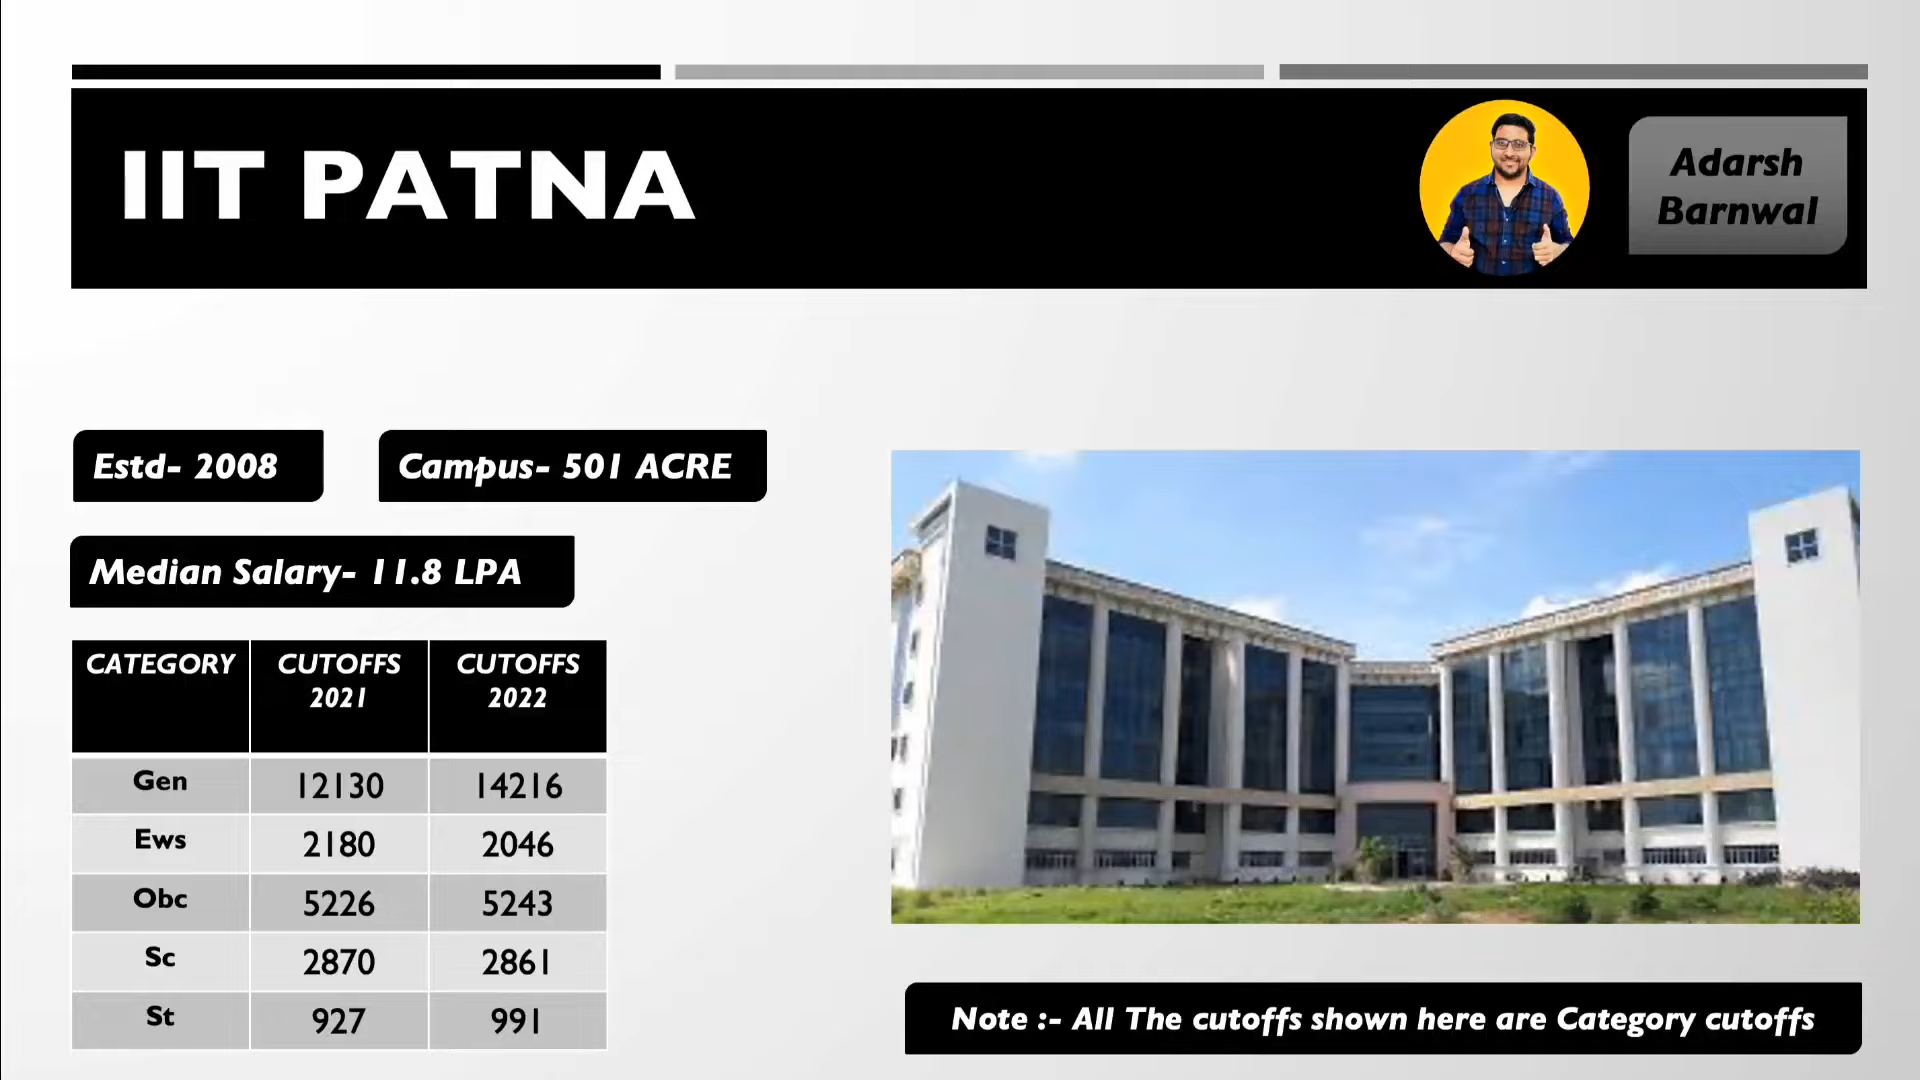 IIT PATNA
Adarsh
Barnwal
Estd- 2008
Campus- 501 ACRE
Median Salary- 11.8 LPA
CATEGORY CUTOFFS 2021 CUTOFFS 2022
Gen 12130 14216
Ews 2180 2046
Obc 5226 5243
Sc 2870 2861
St 927 991
Note :- All The cutoffs shown here are Category cutoffs